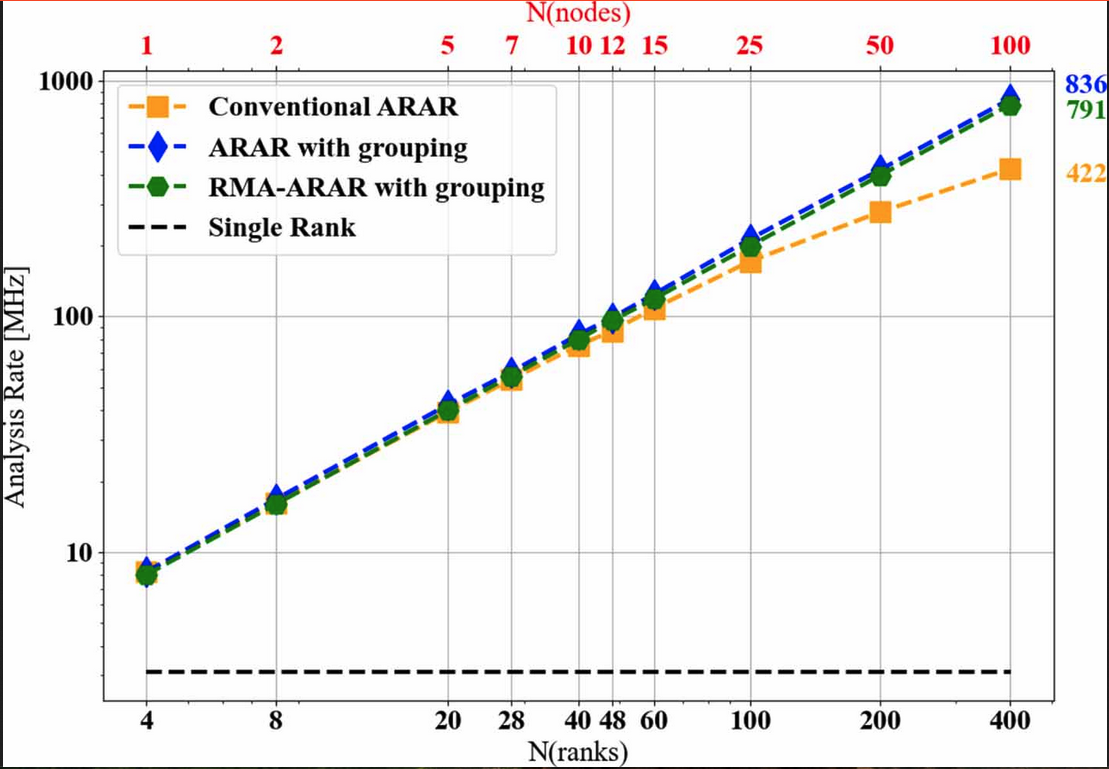 N(nodes)
1 2 5 7 10 12 15 25 50 100
1000
836
791
422
Conventional ARAR
ARAR with grouping
RMA-ARAR with grouping
Single Rank
Analysis Rate [MHz]
100
10
4 8 20 28 40 48 60 100 200 400
N(ranks)